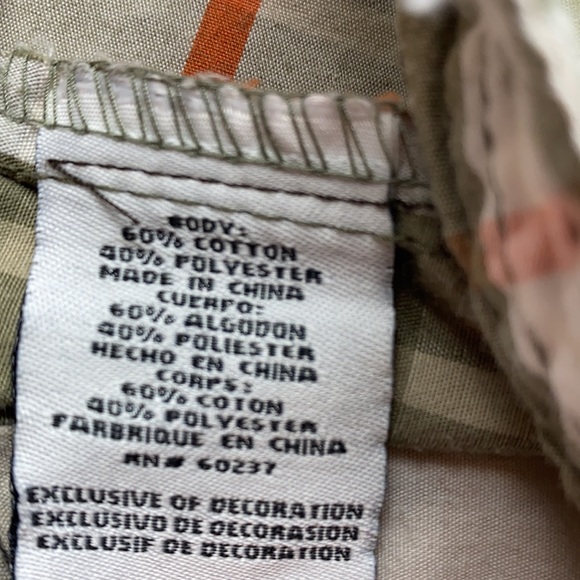 BODY:
60% COTTON
40% POLYESTER
MADE IN CHINA
CUERPO:
60% ALGODON
40% POLIESTER
HECHO EN CHINA
CORPS:
60% COTON
40% POLYESTER
FARBRIQUE EN CHINA
RN# 60237
EXCLUSIVE OF DECORATION
EXCLUSIVO DE DECORASION
EXCLUSIF DE DECORATION